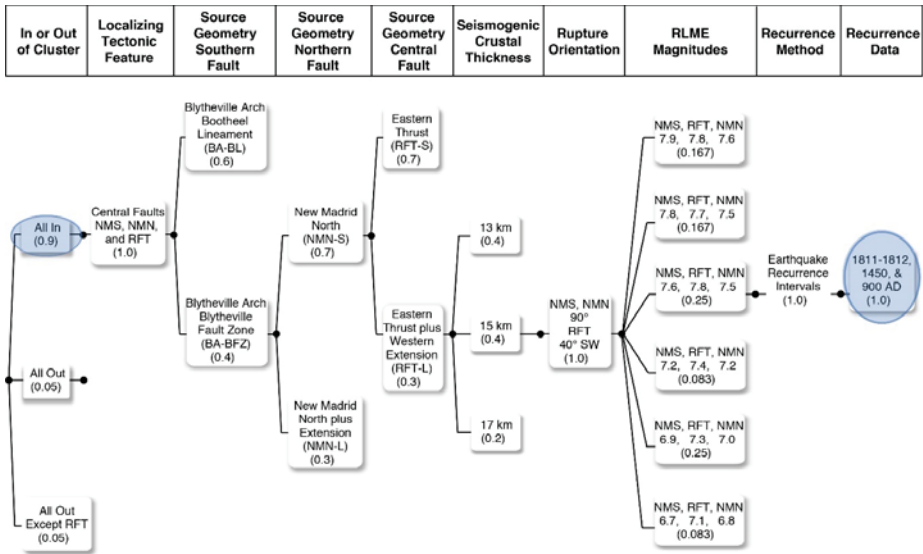 In or Out
of Cluster
Localizing
Tectonic
Feature
Source
Geometry
Southern
Fault
Source
Geometry
Northern
Fault
Source
Geometry
Central
Fault
Seismogenic
Crustal
Thickness
Rupture
Orientation
RLME
Magnitudes
Recurrence
Method
Recurrence
Data
All In
(0.9)
All Out
(0.05)
All Out
Except RFT
(0.05)
Central Faults
NMS, NMN,
and RFT
(1.0)
Blytheville Arch
Bootheel
Lineament
(BA-BL)
(0.6)
Blytheville Arch
Blytheville
Fault Zone
(BA-BFZ)
(0.4)
New Madrid
North
(NMN-S)
(0.7)
New Madrid
North plus
Extension
(NMN-L)
(0.3)
Eastern
Thrust
(RFT-S)
(0.7)
Eastern
Thrust plus
Western
Extension
(RFT-L)
(0.3)
13 km
(0.4)
15 km
(0.4)
17 km
(0.2)
NMS, NMN
90°
RFT
40° SW
(1.0)
NMS, RFT, NMN
7.9, 7.8, 7.6
(0.167)
NMS, RFT, NMN
7.8, 7.7, 7.5
(0.167)
NMS, RFT, NMN
7.6, 7.8, 7.5
(0.25)
NMS, RFT, NMN
7.2, 7.4, 7.2
(0.083)
NMS, RFT, NMN
6.9, 7.3, 7.0
(0.25)
NMS, RFT, NMN
6.7, 7.1, 6.8
(0.083)
Earthquake
Recurrence
Intervals
(1.0)
1811-1812,
1450, &
900 AD
(1.0)